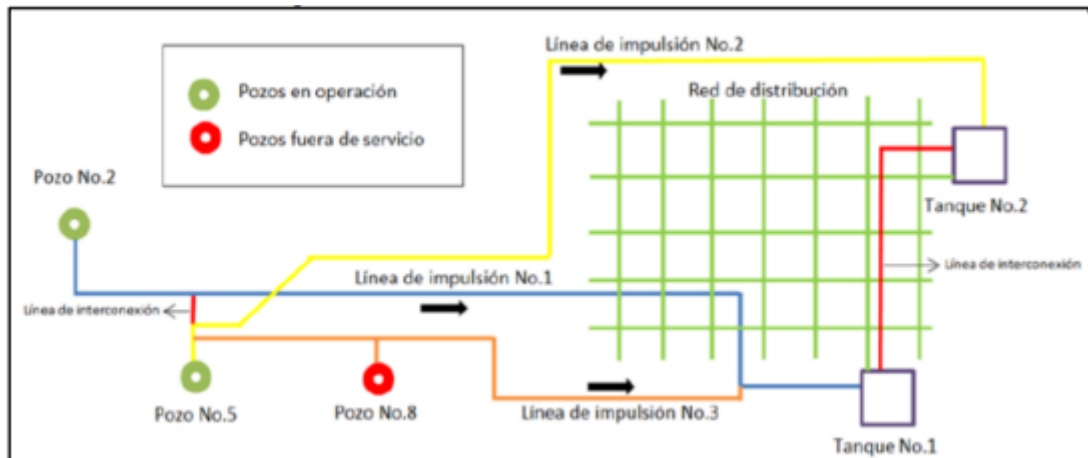 Línea de impulsión No.2
Pozos en operación
Red de distribución
Pozos fuera de servicio
Pozo No.2
Tanque No.2
Línea de impulsión No.1
Línea de interconexión
Línea de interconexión
Pozo No.5
Pozo No.8
Línea de impulsión No.3
Tanque No.1